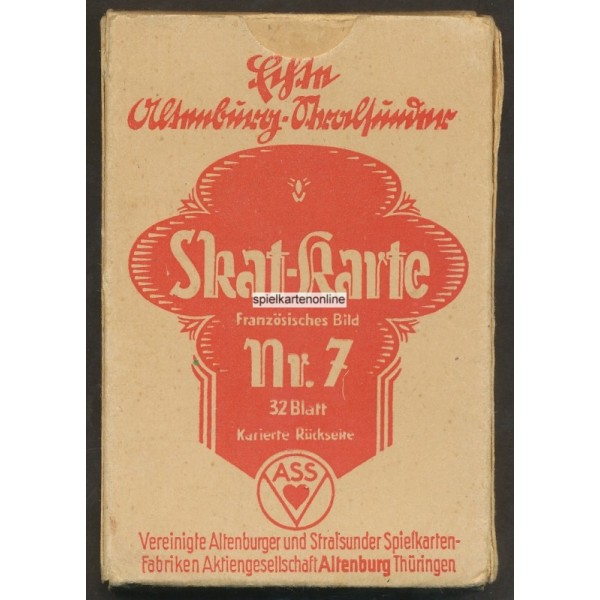 Echte
Altenburg-Stralsunder
Skat-Karte
spielkartenonline
Französisches Bild
Nr. 7
32 Blatt
Karierte Rückseite
ASS
Vereinigte Altenburger und Stralsunder Spielkarten-
Fabriken Aktiengesellschaft Altenburg Thüringen